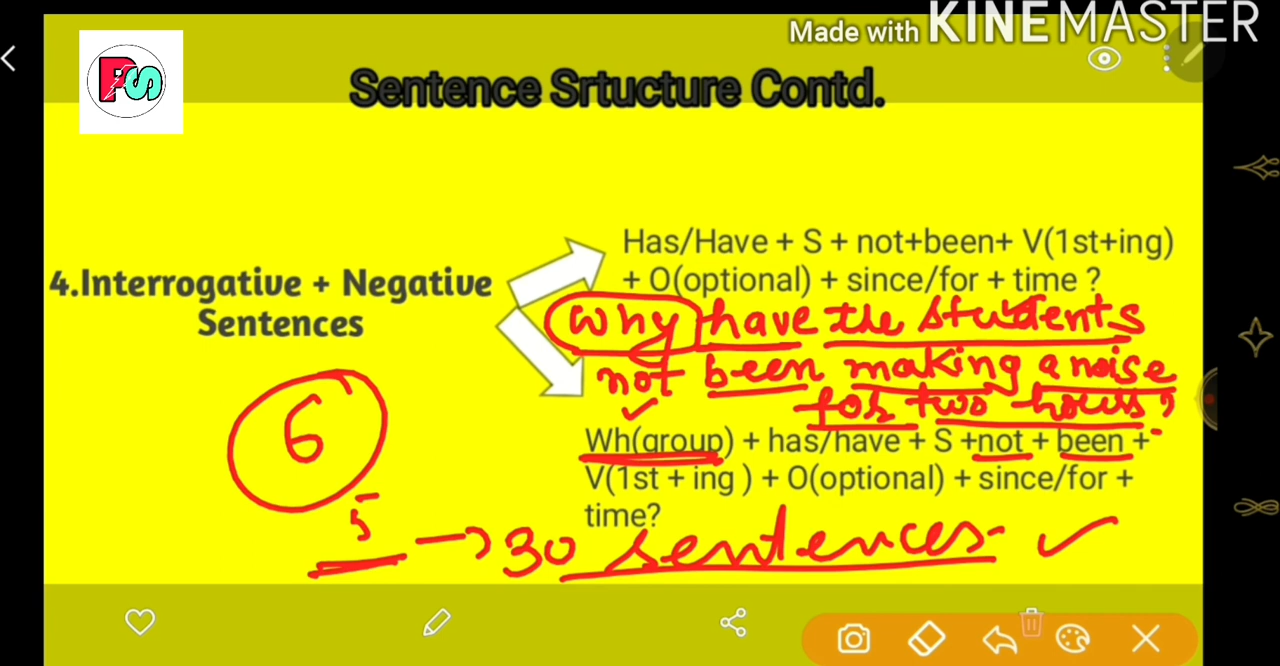 Made with KINEMASTER
PS
Sentence Srtucture Contd.
Has/Have + S + not+been+ V(1st+ing)
+ O(optional) + since/for + time ?
4.Interrogative + Negative
Sentences
Why have the students
not been making a noise
for two hours?
6
Wh(group) + has/have + S +not + been +
V(1st + ing ) + O(optional) + since/for +
time?
5
30 sentences.